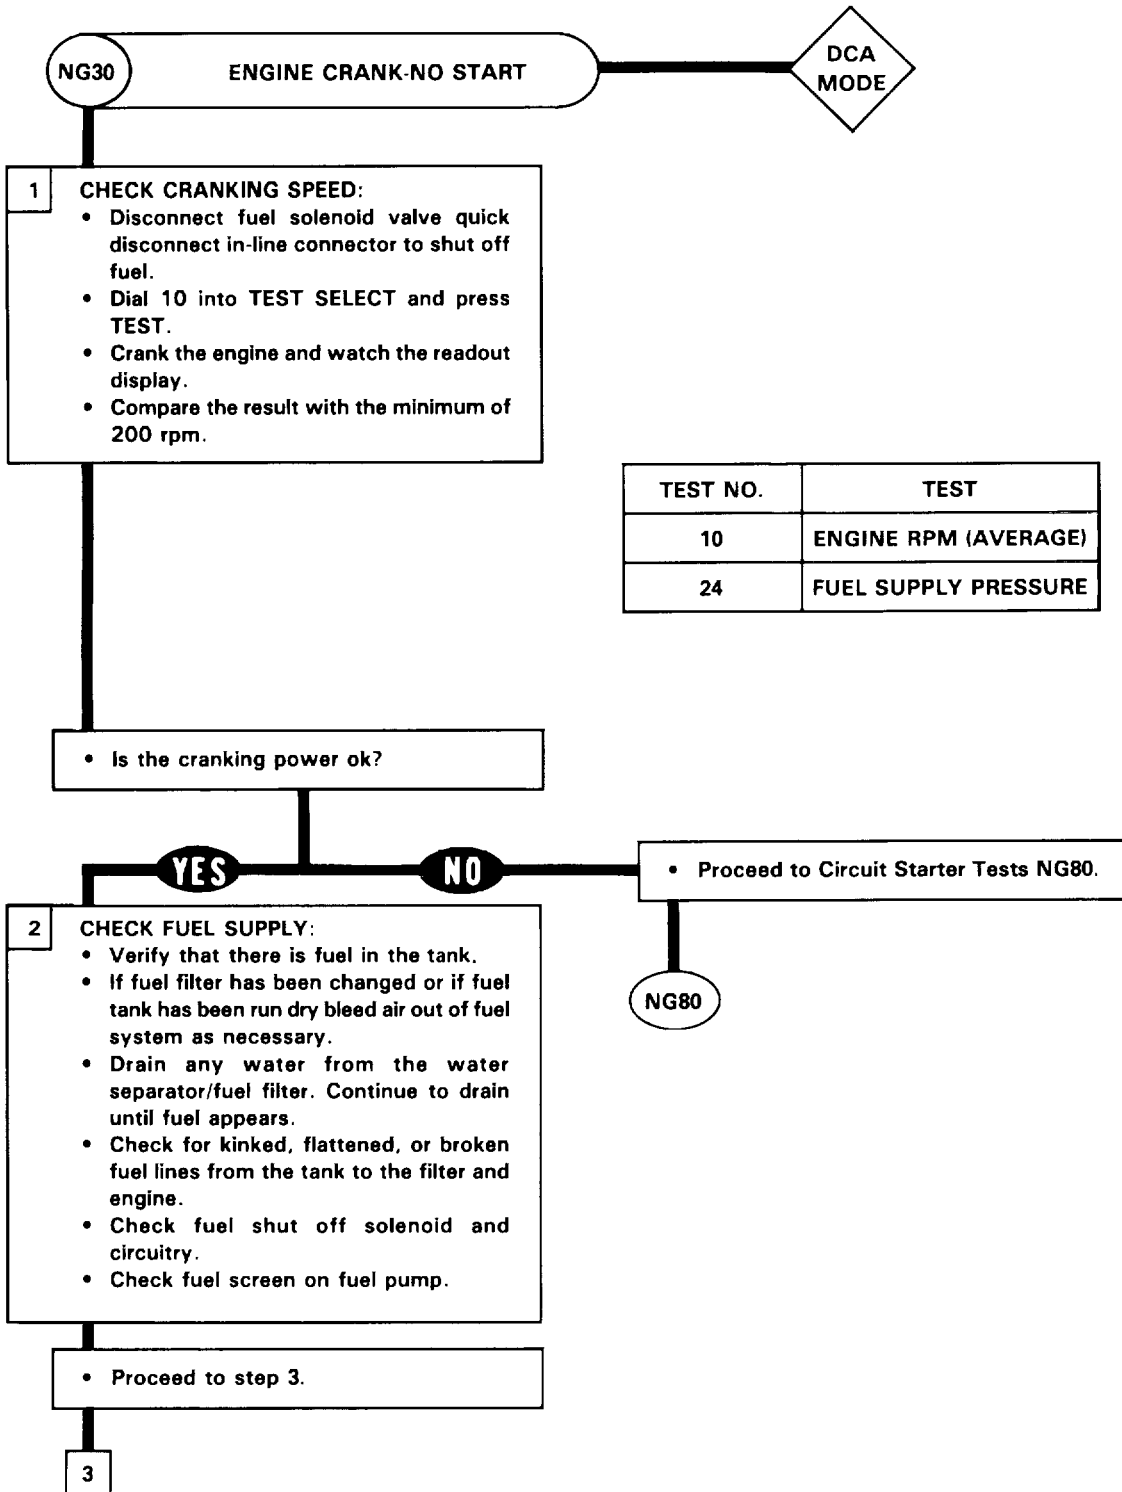 NG30
ENGINE CRANK-NO START
DCA
MODE
1
CHECK CRANKING SPEED:
• Disconnect fuel solenoid valve quick
disconnect in-line connector to shut off
fuel.
• Dial 10 into TEST SELECT and press
TEST.
• Crank the engine and watch the readout
display.
• Compare the result with the minimum of
200 rpm.
TEST NO. TEST
10 ENGINE RPM (AVERAGE)
24 FUEL SUPPLY PRESSURE
• Is the cranking power ok?
YES
NO
• Proceed to Circuit Starter Tests NG80.
NG80
2
CHECK FUEL SUPPLY:
• Verify that there is fuel in the tank.
• If fuel filter has been changed or if fuel
tank has been run dry bleed air out of fuel
system as necessary.
• Drain any water from the water
separator/fuel filter. Continue to drain
until fuel appears.
• Check for kinked, flattened, or broken
fuel lines from the tank to the filter and
engine.
• Check fuel shut off solenoid and
circuitry.
• Check fuel screen on fuel pump.
• Proceed to step 3.
3